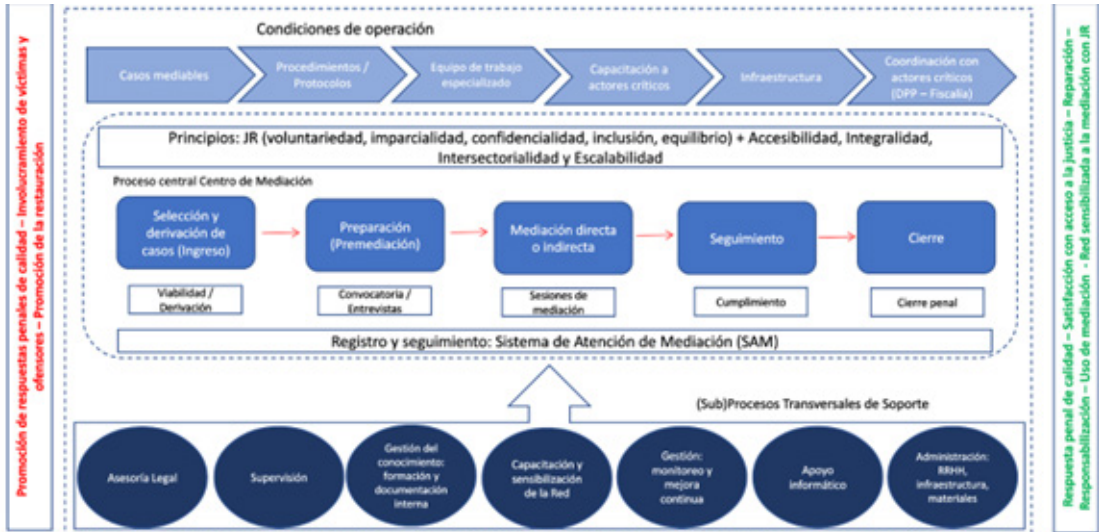 Promoción de respuestas penales de calidad – Involucramiento de víctimas y
ofensores – Promoción de la restauración
Condiciones de operación
Casos mediables
Procedimientos /
Protocolos
Equipo de trabajo
especializado
Capacitación a
actores críticos
Infraestructura
Coordinación con
actores críticos
(DPP – Fiscalía)
Principios: JR (voluntariedad, imparcialidad, confidencialidad, inclusión, equilibrio) + Accesibilidad, Integralidad,
Intersectorialidad y Escalabilidad
Proceso central Centro de Mediación
Selección y
derivación de
casos (Ingreso)
Preparación
(Premediación)
Mediación directa
o indirecta
Seguimiento
Cierre
Viabilidad /
Derivación
Convocatoria /
Entrevistas
Sesiones de
mediación
Cumplimiento
Cierre penal
Registro y seguimiento: Sistema de Atención de Mediación (SAM)
(Sub)Procesos Transversales de Soporte
Asesoría Legal
Supervisión
Gestión del
conocimiento:
formación y
documentación
interna
Capacitación y
sensibilización
de la Red
Gestión:
monitoreo y
mejora
continua
Apoyo
informático
Administración:
RRHH,
infraestructura,
materiales
Respuesta penal de calidad – Satisfacción con acceso a la justicia – Reparación –
Responsabilización – Uso de mediación - Red sensibilizada a la mediación con JR